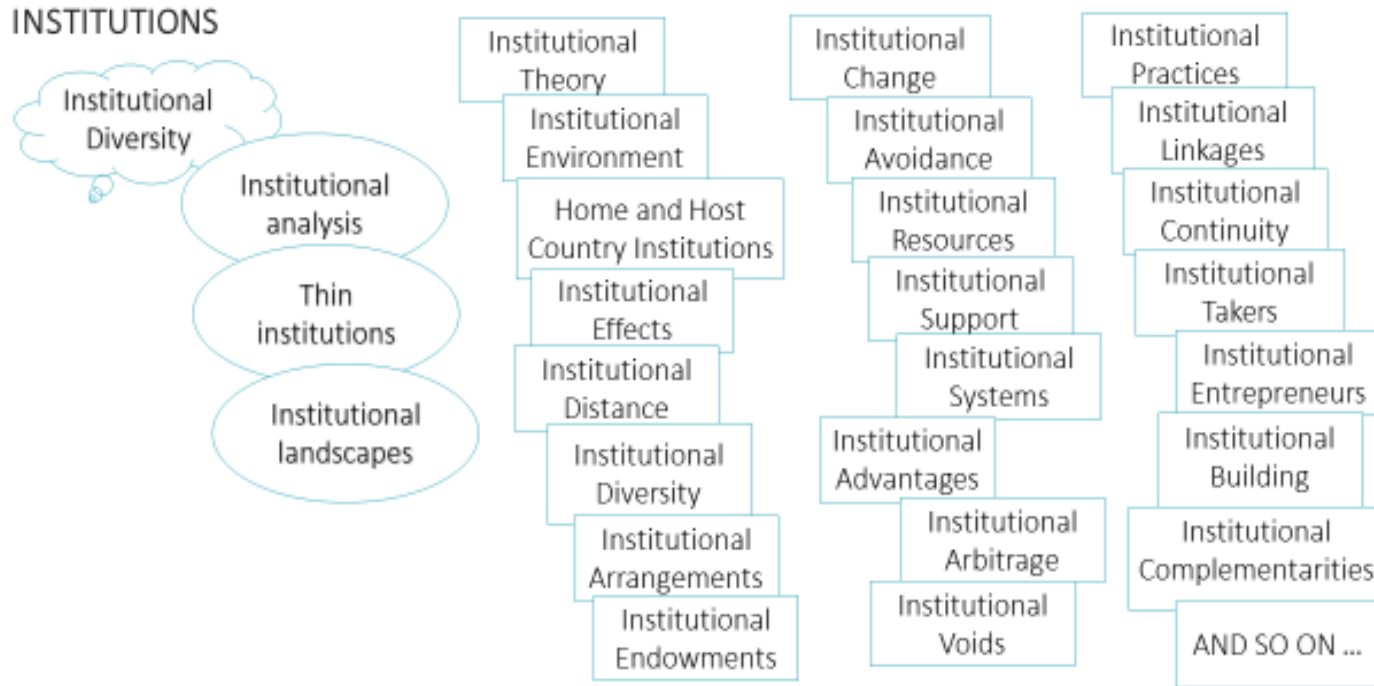 INSTITUTIONS
Institutional
Diversity
Institutional
analysis
Thin
institutions
Institutional
landscapes
Institutional
Theory
Institutional
Environment
Home and Host
Country Institutions
Institutional
Effects
Institutional
Distance
Institutional
Diversity
Institutional
Arrangements
Institutional
Endowments
Institutional
Change
Institutional
Avoidance
Institutional
Resources
Institutional
Support
Institutional
Systems
Institutional
Advantages
Institutional
Arbitrage
Institutional
Voids
Institutional
Practices
Institutional
Linkages
Institutional
Continuity
Institutional
Takers
Institutional
Entrepreneurs
Institutional
Building
Institutional
Complementarities
AND SO ON ...